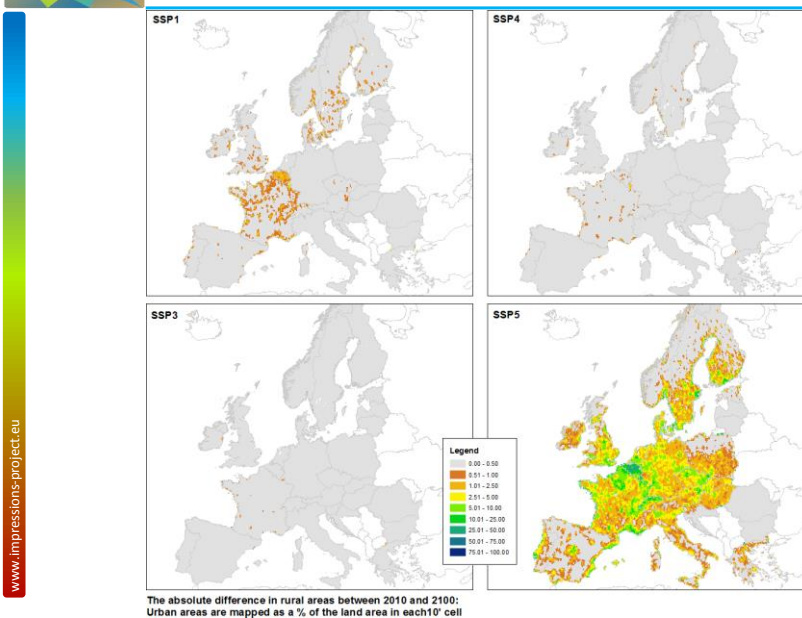 SSP1
SSP4
SSP3
SSP5
Legend
0.00 - 0.50
0.51 - 1.00
1.01 - 2.50
2.51 - 5.00
5.01 - 10.00
10.01 - 25.00
25.01 - 50.00
50.01 - 75.00
75.01 - 100.00
www.impressions-project.eu
The absolute difference in rural areas between 2010 and 2100:
Urban areas are mapped as a % of the land area in each10' cell